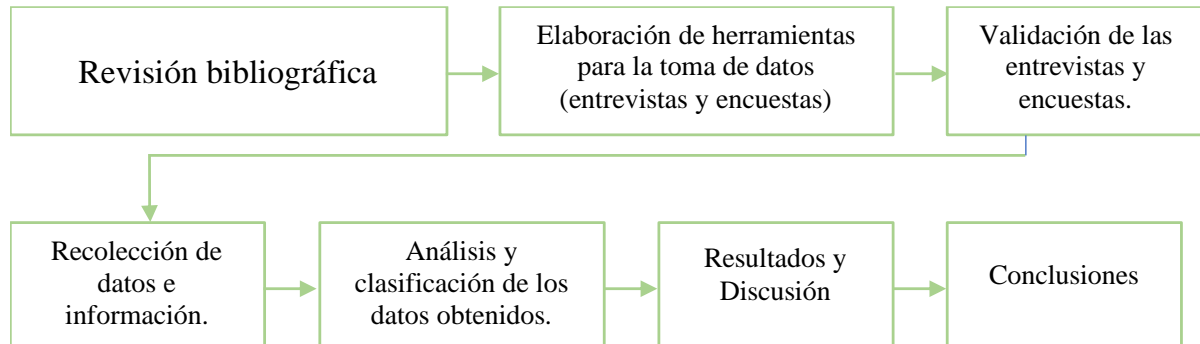 Revisión bibliográfica
Elaboración de herramientas
para la toma de datos
(entrevistas y encuestas)
Validación de las
entrevistas y
encuestas.
Recolección de
datos e
información.
Análisis y
clasificación de los
datos obtenidos.
Resultados y
Discusión
Conclusiones